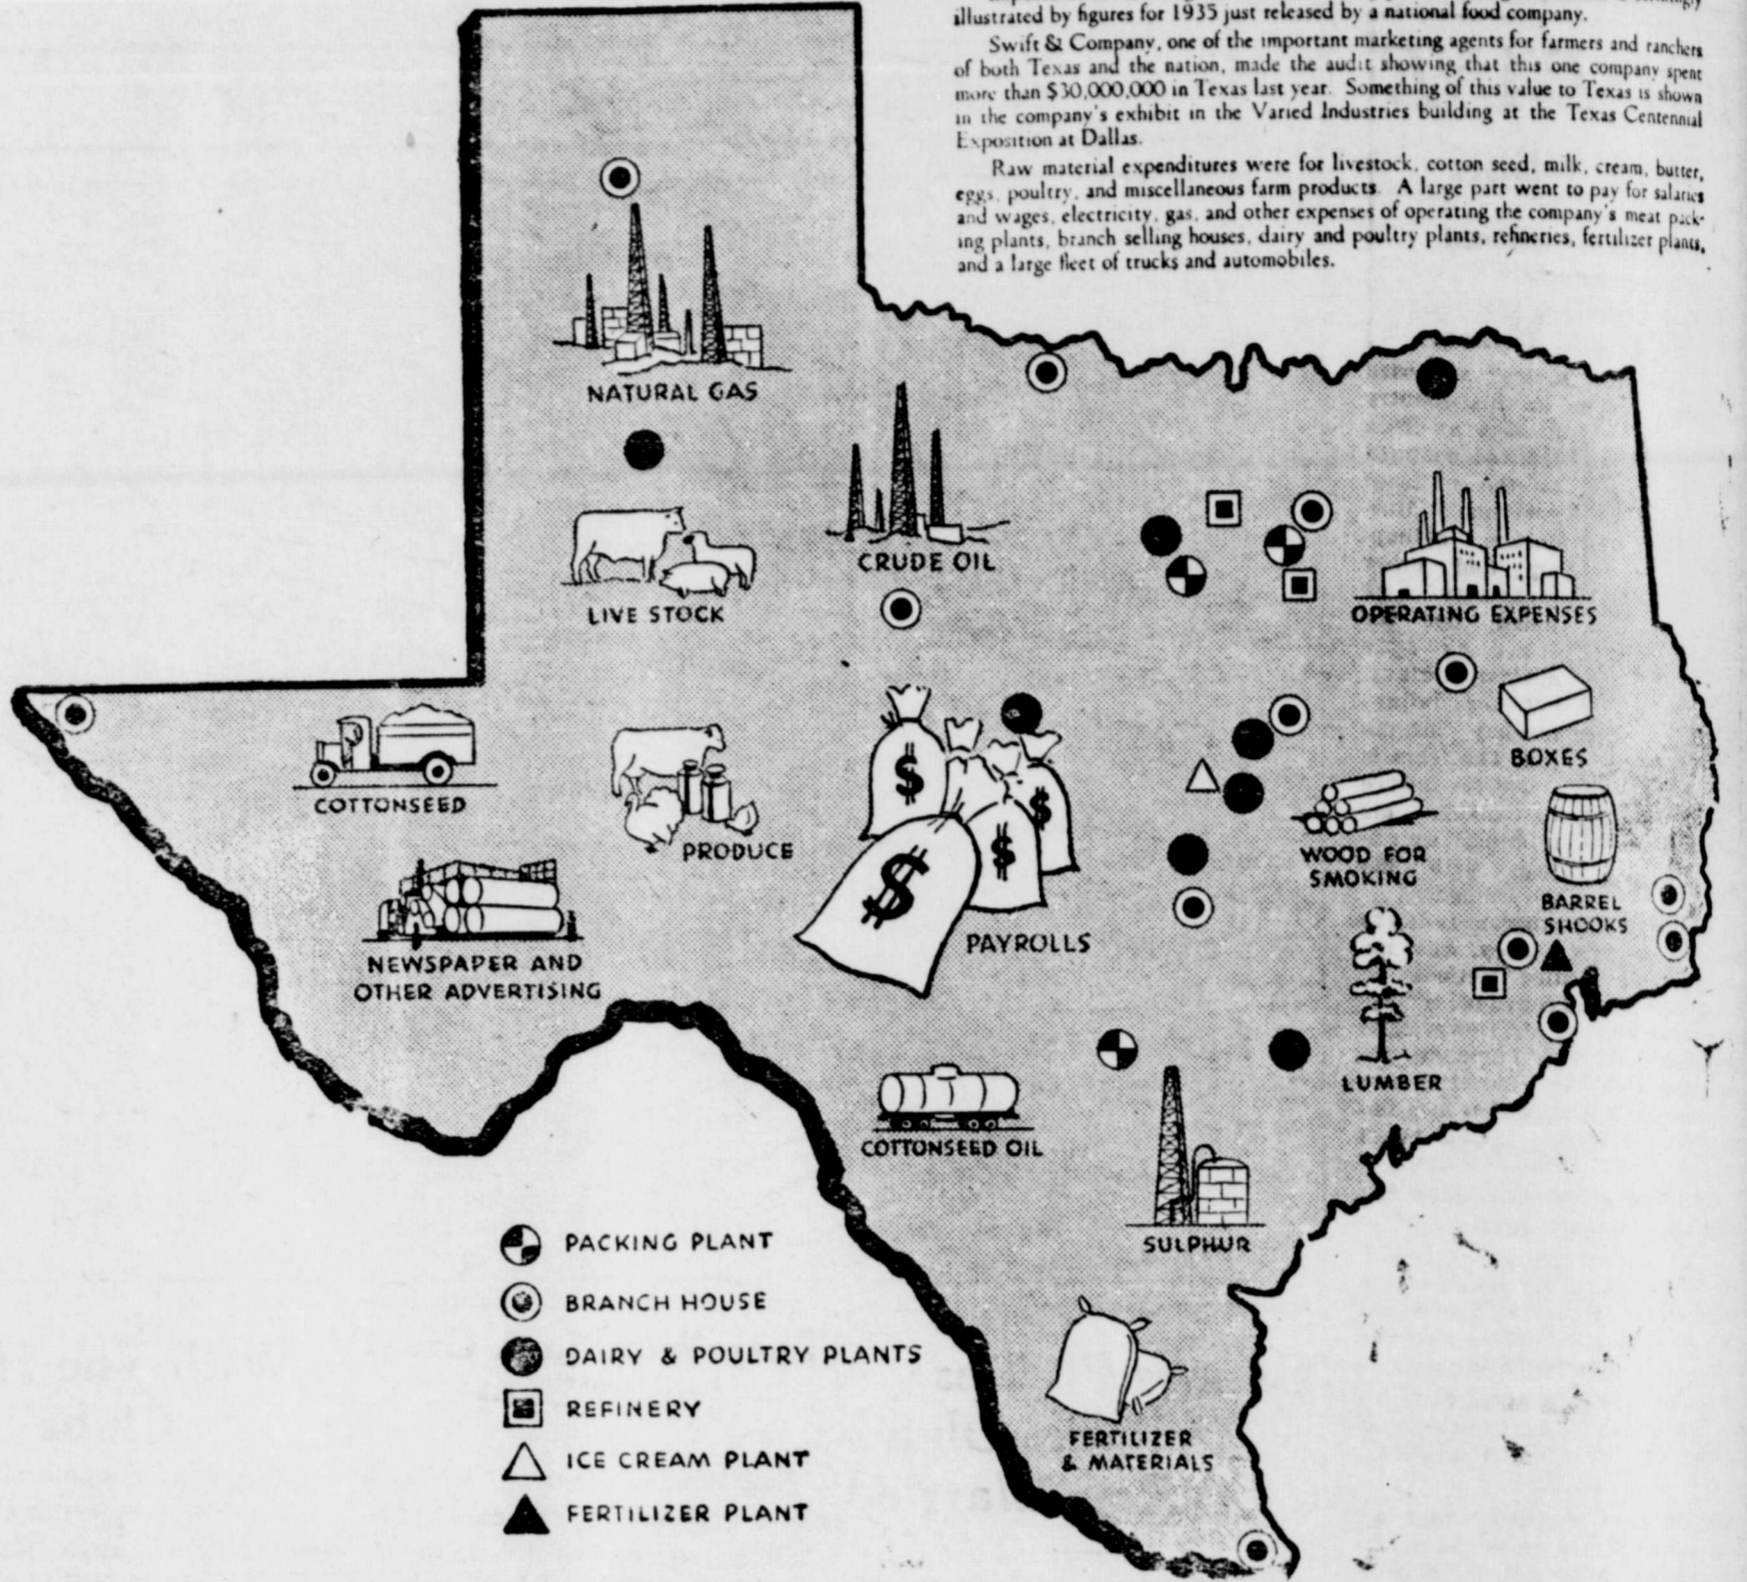 illustrated by figures for 1935 just released by a national food company.
Swift & Company, one of the important marketing agents for farmers and ranchers
of both Texas and the nation, made the audit showing that this one company spent
more than $30,000,000 in Texas last year. Something of this value to Texas is shown
in the company's exhibit in the Varied Industries building at the Texas Centennial
Exposition at Dallas.
Raw material expenditures were for livestock, cotton seed, milk, cream, butter,
eggs, poultry, and miscellaneous farm products. A large part went to pay for salaries
and wages, electricity, gas, and other expenses of operating the company's meat pack-
ing plants, branch selling houses, dairy and poultry plants, refineries, fertilizer plants,
and a large fleet of trucks and automobiles.
NATURAL GAS
CRUDE OIL
LIVE STOCK
OPERATING EXPENSES
BOXES
COTTONSEED
PRODUCE
$
$
$
$
WOOD FOR
SMOKING
BARREL
SHOOKS
PAYROLLS
NEWSPAPER AND
OTHER ADVERTISING
LUMBER
COTTONSEED OIL
SULPHUR
PACKING PLANT
BRANCH HOUSE
DAIRY & POULTRY PLANTS
REFINERY
ICE CREAM PLANT
FERTILIZER PLANT
FERTILIZER
& MATERIALS